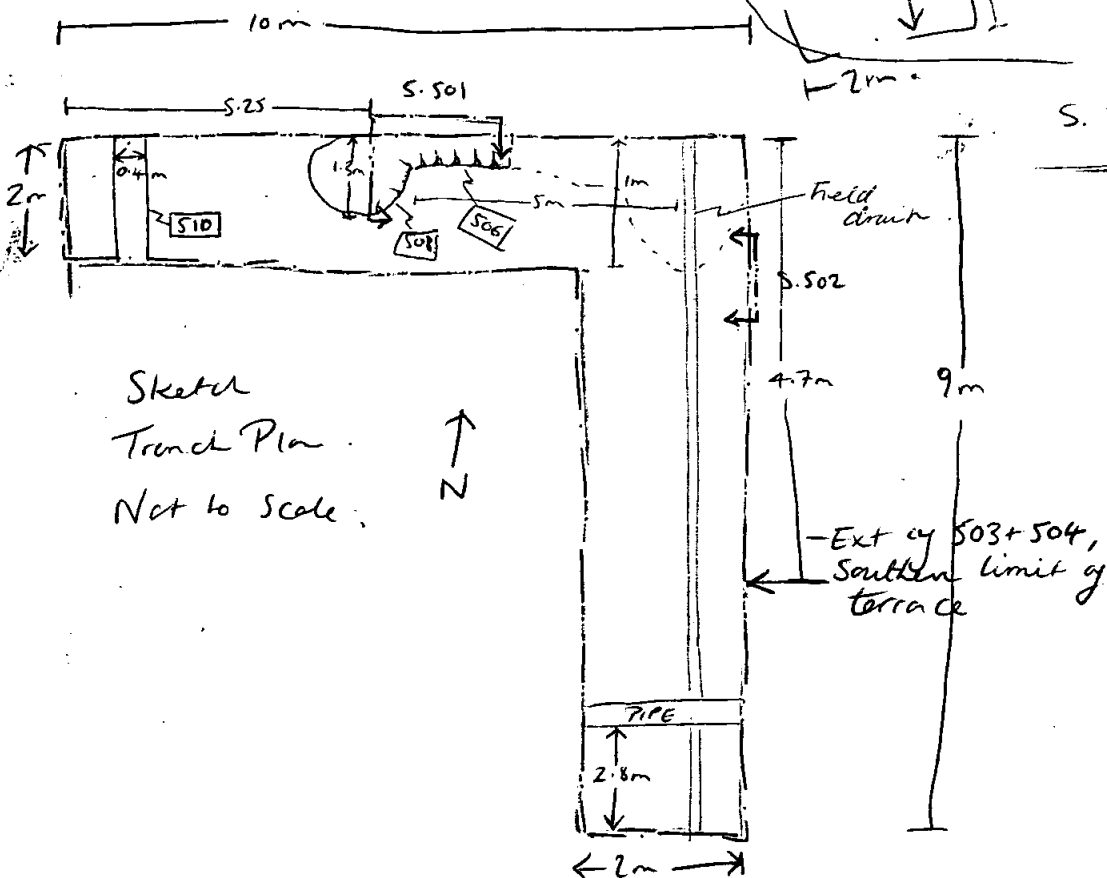 10m
2m.
S.501
5.25
S.
2m
0.4m
1.5m
1m
5m
Field
drain
510
508
506
S.502
4.7m
9m
Sketch
Trench Plan.
Not to Scale.
N
Ext of 503+504,
Southern limit of
terrace
PIPE
2.8m
2m